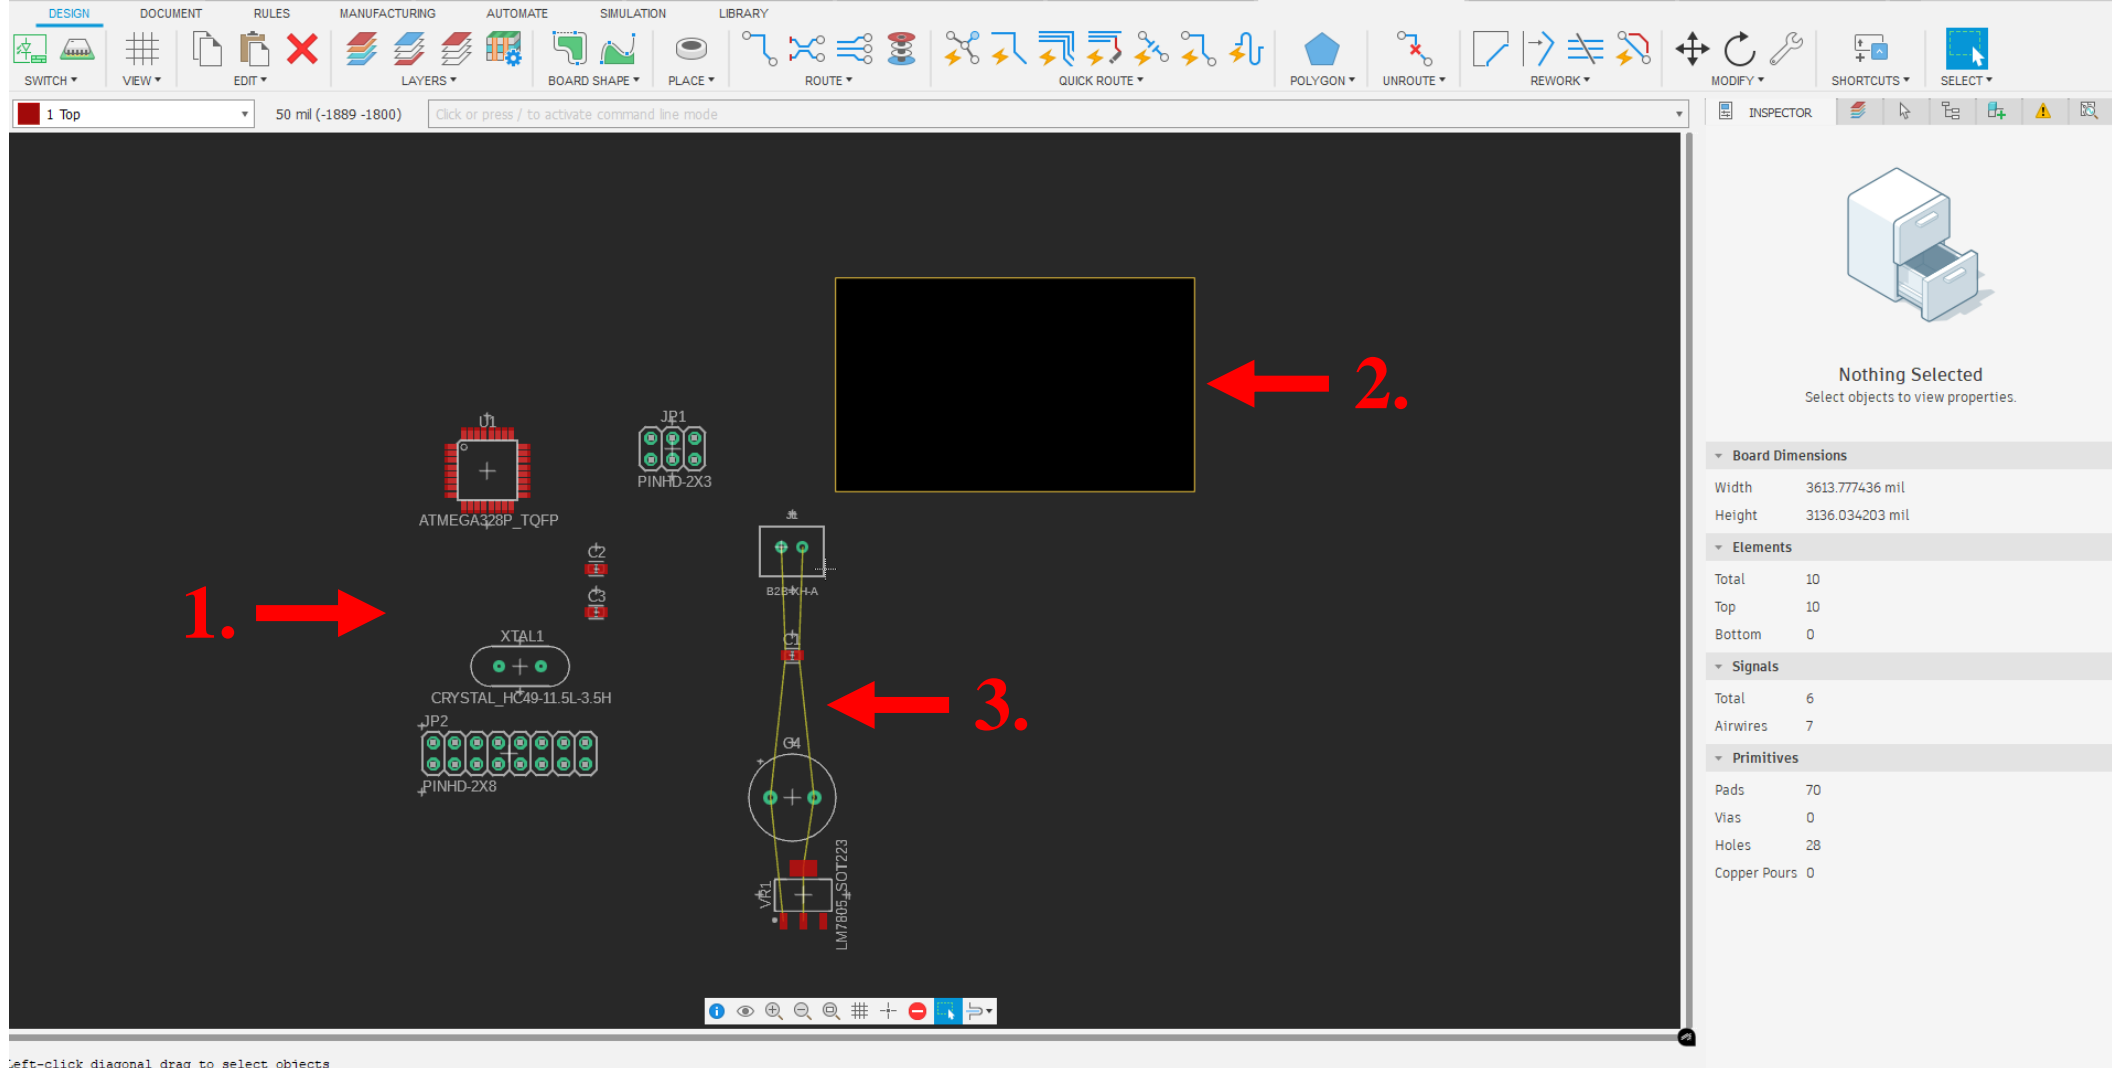 DESIGN DOCUMENT RULES MANUFACTURING AUTOMATE SIMULATION LIBRARY
SWITCH VIEW EDIT LAYERS BOARD SHAPE PLACE ROUTE QUICK ROUTE POLYGON UNROUTE REWORK MODIFY SHORTCUTS SELECT
1 Top 50 mil (-1889 -1800) Click or press / to activate command line mode INSPECTOR
Nothing Selected
Select objects to view properties.
2.
U1
JP1
PINHD-2X3
ATMEGA328P_TQFP
J1
C2
B2B-XH-A
C3
1.
XTAL1
C1
CRYSTAL_HC49-11.5L-3.5H
3.
JP2
C4
PINHD-2X8
VR1
LM7805_SOT223
Board Dimensions
Width 3613.777436 mil
Height 3136.034203 mil
Elements
Total 10
Top 10
Bottom 0
Signals
Total 6
Airwires 7
Primitives
Pads 70
Vias 0
Holes 28
Copper Pours 0
Left-click diagonal drag to select objects